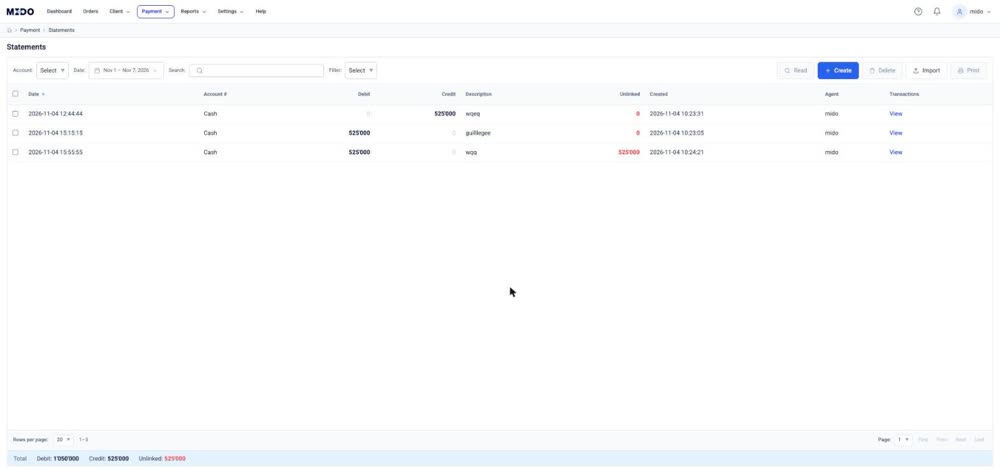 MIDO Dashboard Orders Client Payment Reports Settings Help mido
Payment > Statements
Statements
Account: Select Date: Nov 1 – Nov 7, 2026 Search: Filter: Select Read + Create Delete Import Print
Date Account # Debit Credit Description Unlinked Created Agent Transactions
2026-11-04 12:44:44 Cash 0 525'000 wqeq 0 2026-11-04 10:23:31 mido View
2026-11-04 15:15:15 Cash 525'000 0 0 2026-11-04 10:23:05 mido View
2026-11-04 15:55:55 Cash 525'000 0 wqq 525'000 2026-11-04 10:24:21 mido View
Rows per page: 20 1–3 Page: 1 First Prev Next Last
Total Debit: 1'050'000 Credit: 525'000 Unlinked: 525'000